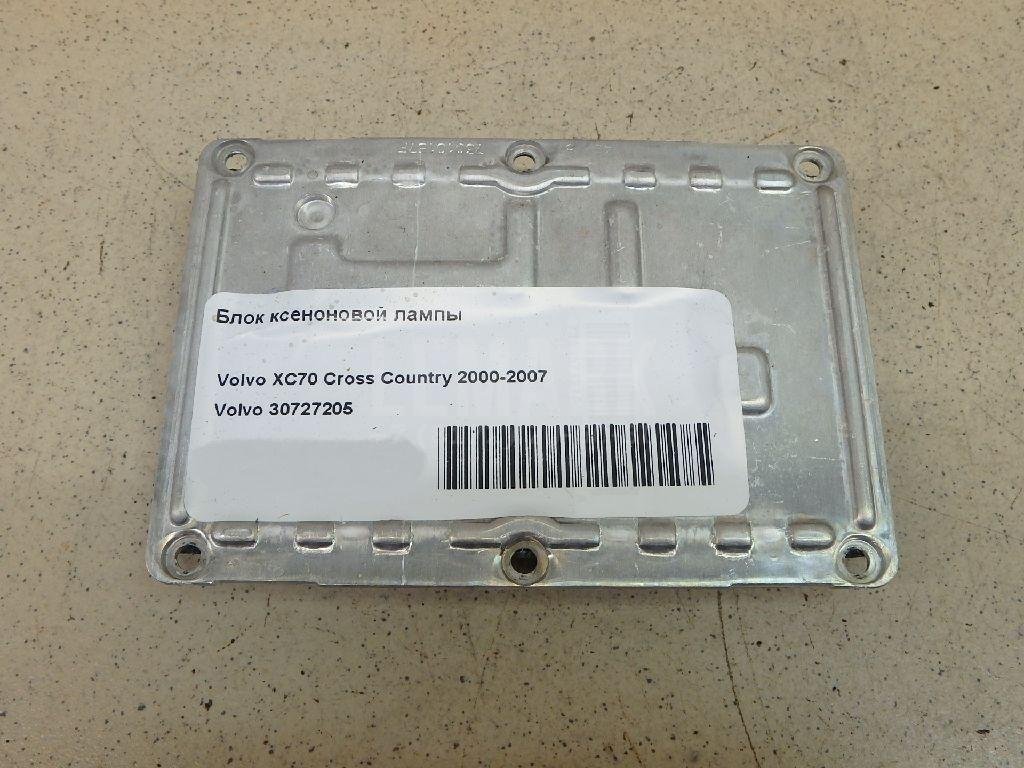 Блок ксеноновой лампы
Volvo XC70 Cross Country 2000-2007
Volvo 30727205